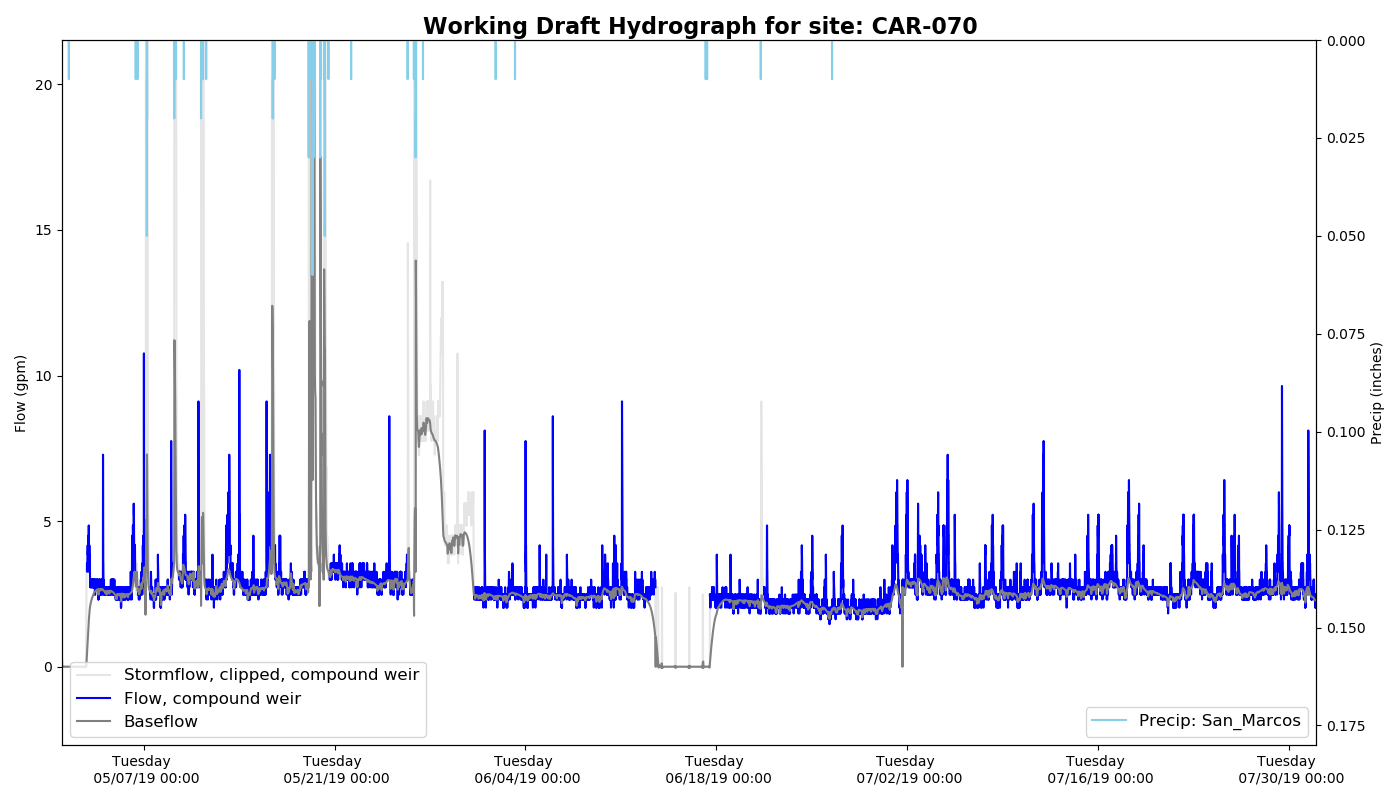 Working Draft Hydrograph for site: CAR-070
20
15
10
5
0
Flow (gpm)
0.000
0.025
0.050
0.075
0.100
0.125
0.150
0.175
Precip (inches)
Stormflow, clipped, compound weir
Flow, compound weir
Baseflow
Precip: San_Marcos
Tuesday
05/07/19 00:00
Tuesday
05/21/19 00:00
Tuesday
06/04/19 00:00
Tuesday
06/18/19 00:00
Tuesday
07/02/19 00:00
Tuesday
07/16/19 00:00
Tuesday
07/30/19 00:00